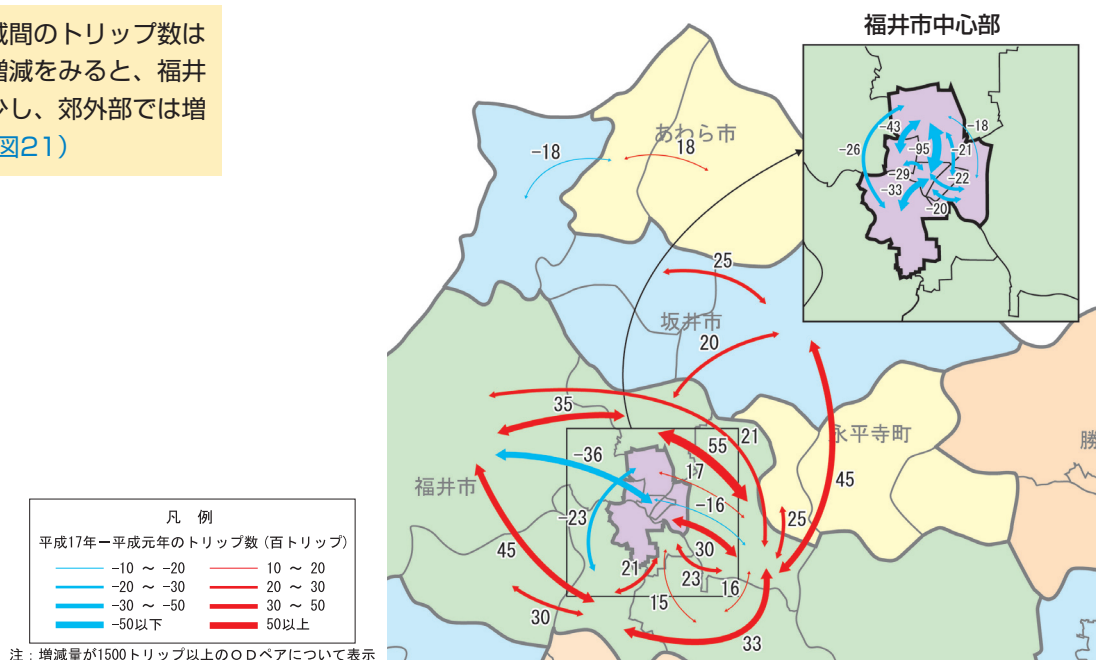 域間のトリップ数は
増減をみると、福井
少し、郊外部では増
図21）
福井市中心部
-43
-18
-26
-95
-21
-29
-22
-33
-20
あわら市
-18
18
25
坂井市
20
35
21
55
永平寺町
勝
-36
17
福井市
45
-16
-23
25
45
30
21
23
16
15
30
33
凡 例
平成17年－平成元年のトリップ数（百トリップ）
-10 ～ -20 10 ～ 20
-20 ～ -30 20 ～ 30
-30 ～ -50 30 ～ 50
-50以下 50以上
注：増減量が1500トリップ以上のＯＤペアについて表示